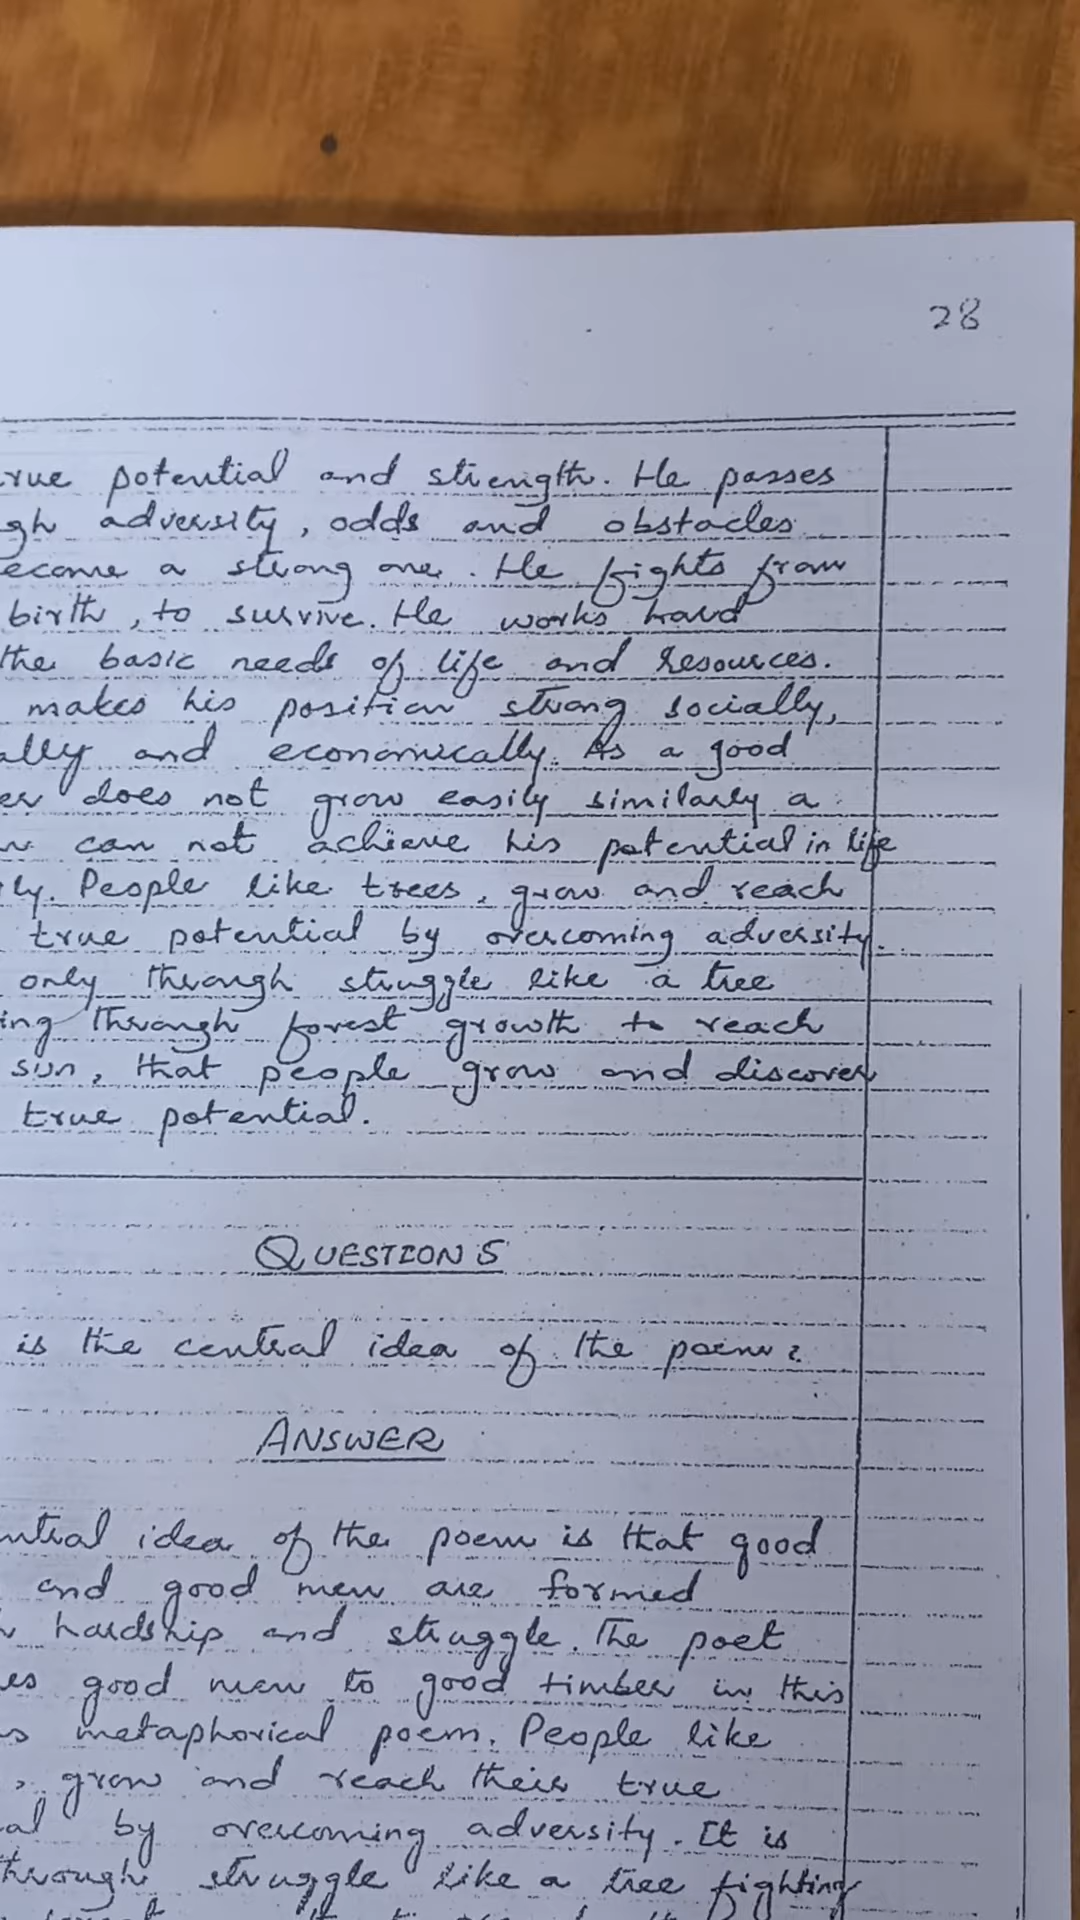 28
rue potential and strength. He passes
gh adversity, odds and obstacles
ecome a strong one. He fights from
birth, to survive. He works hard
the basic needs of life and resources.
makes his position strong socially,
ally and economically. As a good
er does not grow easily similarly a
can not achieve his potential in life
ly. People like trees, grow and reach
true potential by overcoming adversity.
only through struggle like a tree
ing through forest growth to reach
sun, that people grow and discover
true potential.
QUESTION 5
is the central idea of the poem?
ANSWER
ntral idea of the poem is that good
and good men are formed
hardship and struggle. The poet
es good men to good timber in this
s metaphorical poem. People like
, grow and reach their true
al by overcoming adversity. It is
through struggle like a tree fighting